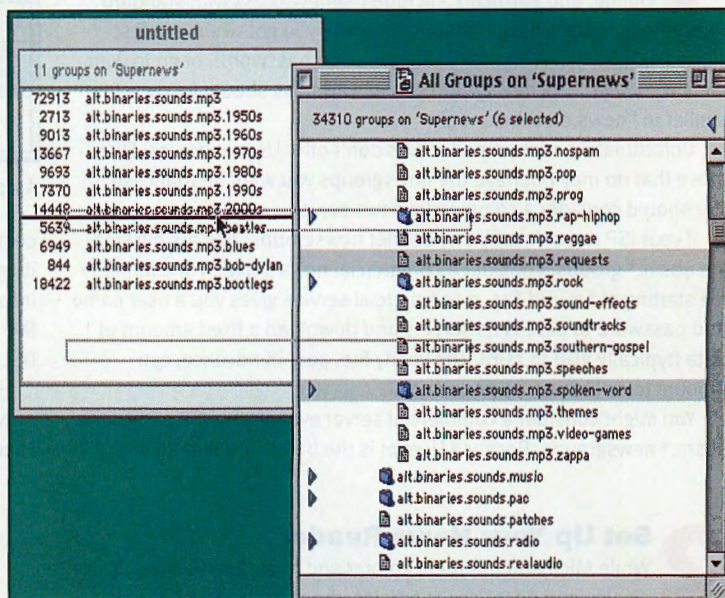 untitled
11 groups on 'Supernews'
72913 alt.binaries.sounds.mp3
2713 alt.binaries.sounds.mp3.1950s
9013 alt.binaries.sounds.mp3.1960s
13667 alt.binaries.sounds.mp3.1970s
9693 alt.binaries.sounds.mp3.1980s
17370 alt.binaries.sounds.mp3.1990s
14448 alt.binaries.sounds.mp3.2000s
5639 alt.binaries.sounds.mp3.beatles
6949 alt.binaries.sounds.mp3.blues
844 alt.binaries.sounds.mp3.bob-dylan
18422 alt.binaries.sounds.mp3.bootlegs
All Groups on 'Supernews'
34310 groups on 'Supernews' (6 selected)
alt.binaries.sounds.mp3.nospam
alt.binaries.sounds.mp3.pop
alt.binaries.sounds.mp3.prog
alt.binaries.sounds.mp3.rap-hiphop
alt.binaries.sounds.mp3.reggae
alt.binaries.sounds.mp3.requests
alt.binaries.sounds.mp3.rock
alt.binaries.sounds.mp3.sound-effects
alt.binaries.sounds.mp3.soundtracks
alt.binaries.sounds.mp3.southern-gospel
alt.binaries.sounds.mp3.speeches
alt.binaries.sounds.mp3.spoken-word
alt.binaries.sounds.mp3.themes
alt.binaries.sounds.mp3.video-games
alt.binaries.sounds.mp3.zappa
alt.binaries.sounds.music
alt.binaries.sounds.pac
alt.binaries.sounds.patches
alt.binaries.sounds.radio
alt.binaries.sounds.realaudio